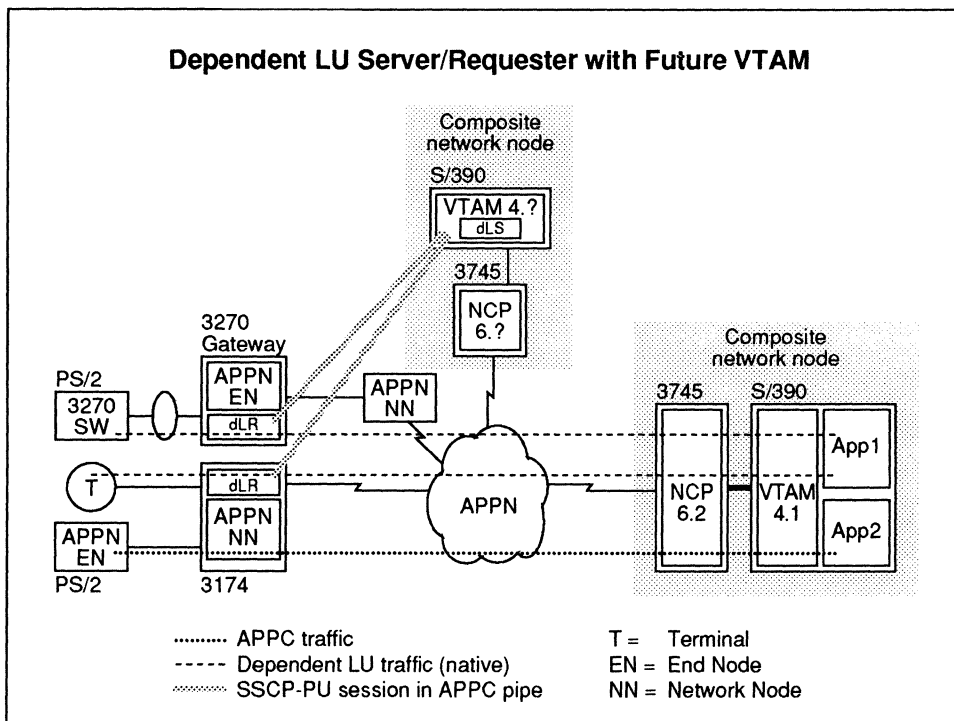 Dependent LU Server/Requester with Future VTAM
Composite
network node
S/390
VTAM 4.?
dLS
3745
NCP
6.?
3270
Gateway
APPN
EN
dLR
PS/2
3270
SW
APPN
NN
Composite
network node
3745
S/390
NCP
6.2
VTAM
4.1
App1
App2
APPN
T
dLR
APPN
NN
3174
APPN
EN
PS/2
APPC traffic
Dependent LU traffic (native)
SSCP-PU session in APPC pipe
T = Terminal
EN = End Node
NN = Network Node